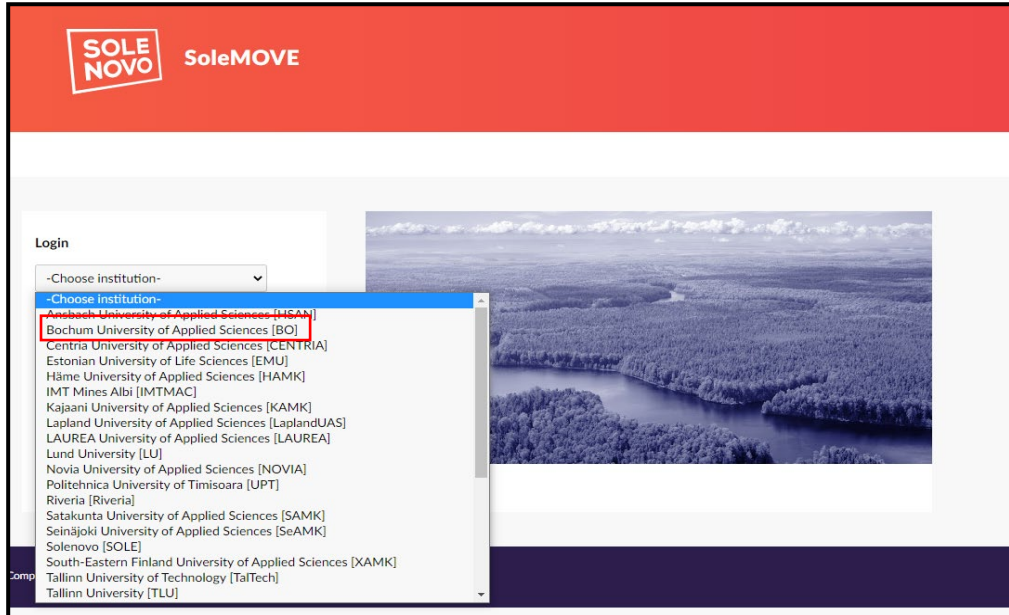 SOLE
NOVO
SoleMOVE
Login
-Choose institution-
-Choose institution-
Ansbach University of Applied Sciences [HSAN]
Bochum University of Applied Sciences [BO]
Centria University of Applied Sciences [CENTRIA]
Estonian University of Life Sciences [EMU]
Häme University of Applied Sciences [HAMK]
IMT Mines Albi [IMTMAC]
Kajaani University of Applied Sciences [KAMK]
Lapland University of Applied Sciences [LaplandUAS]
LAUREA University of Applied Sciences [LAUREA]
Lund University [LU]
Novia University of Applied Sciences [NOVIA]
Politehnica University of Timisoara [UPT]
Riveria [Riveria]
Satakunta University of Applied Sciences [SAMK]
Seinäjoki University of Applied Sciences [SeAMK]
Solenovo [SOLE]
South-Eastern Finland University of Applied Sciences [XAMK]
Tallinn University of Technology [TalTech]
Tallinn University [TLU]